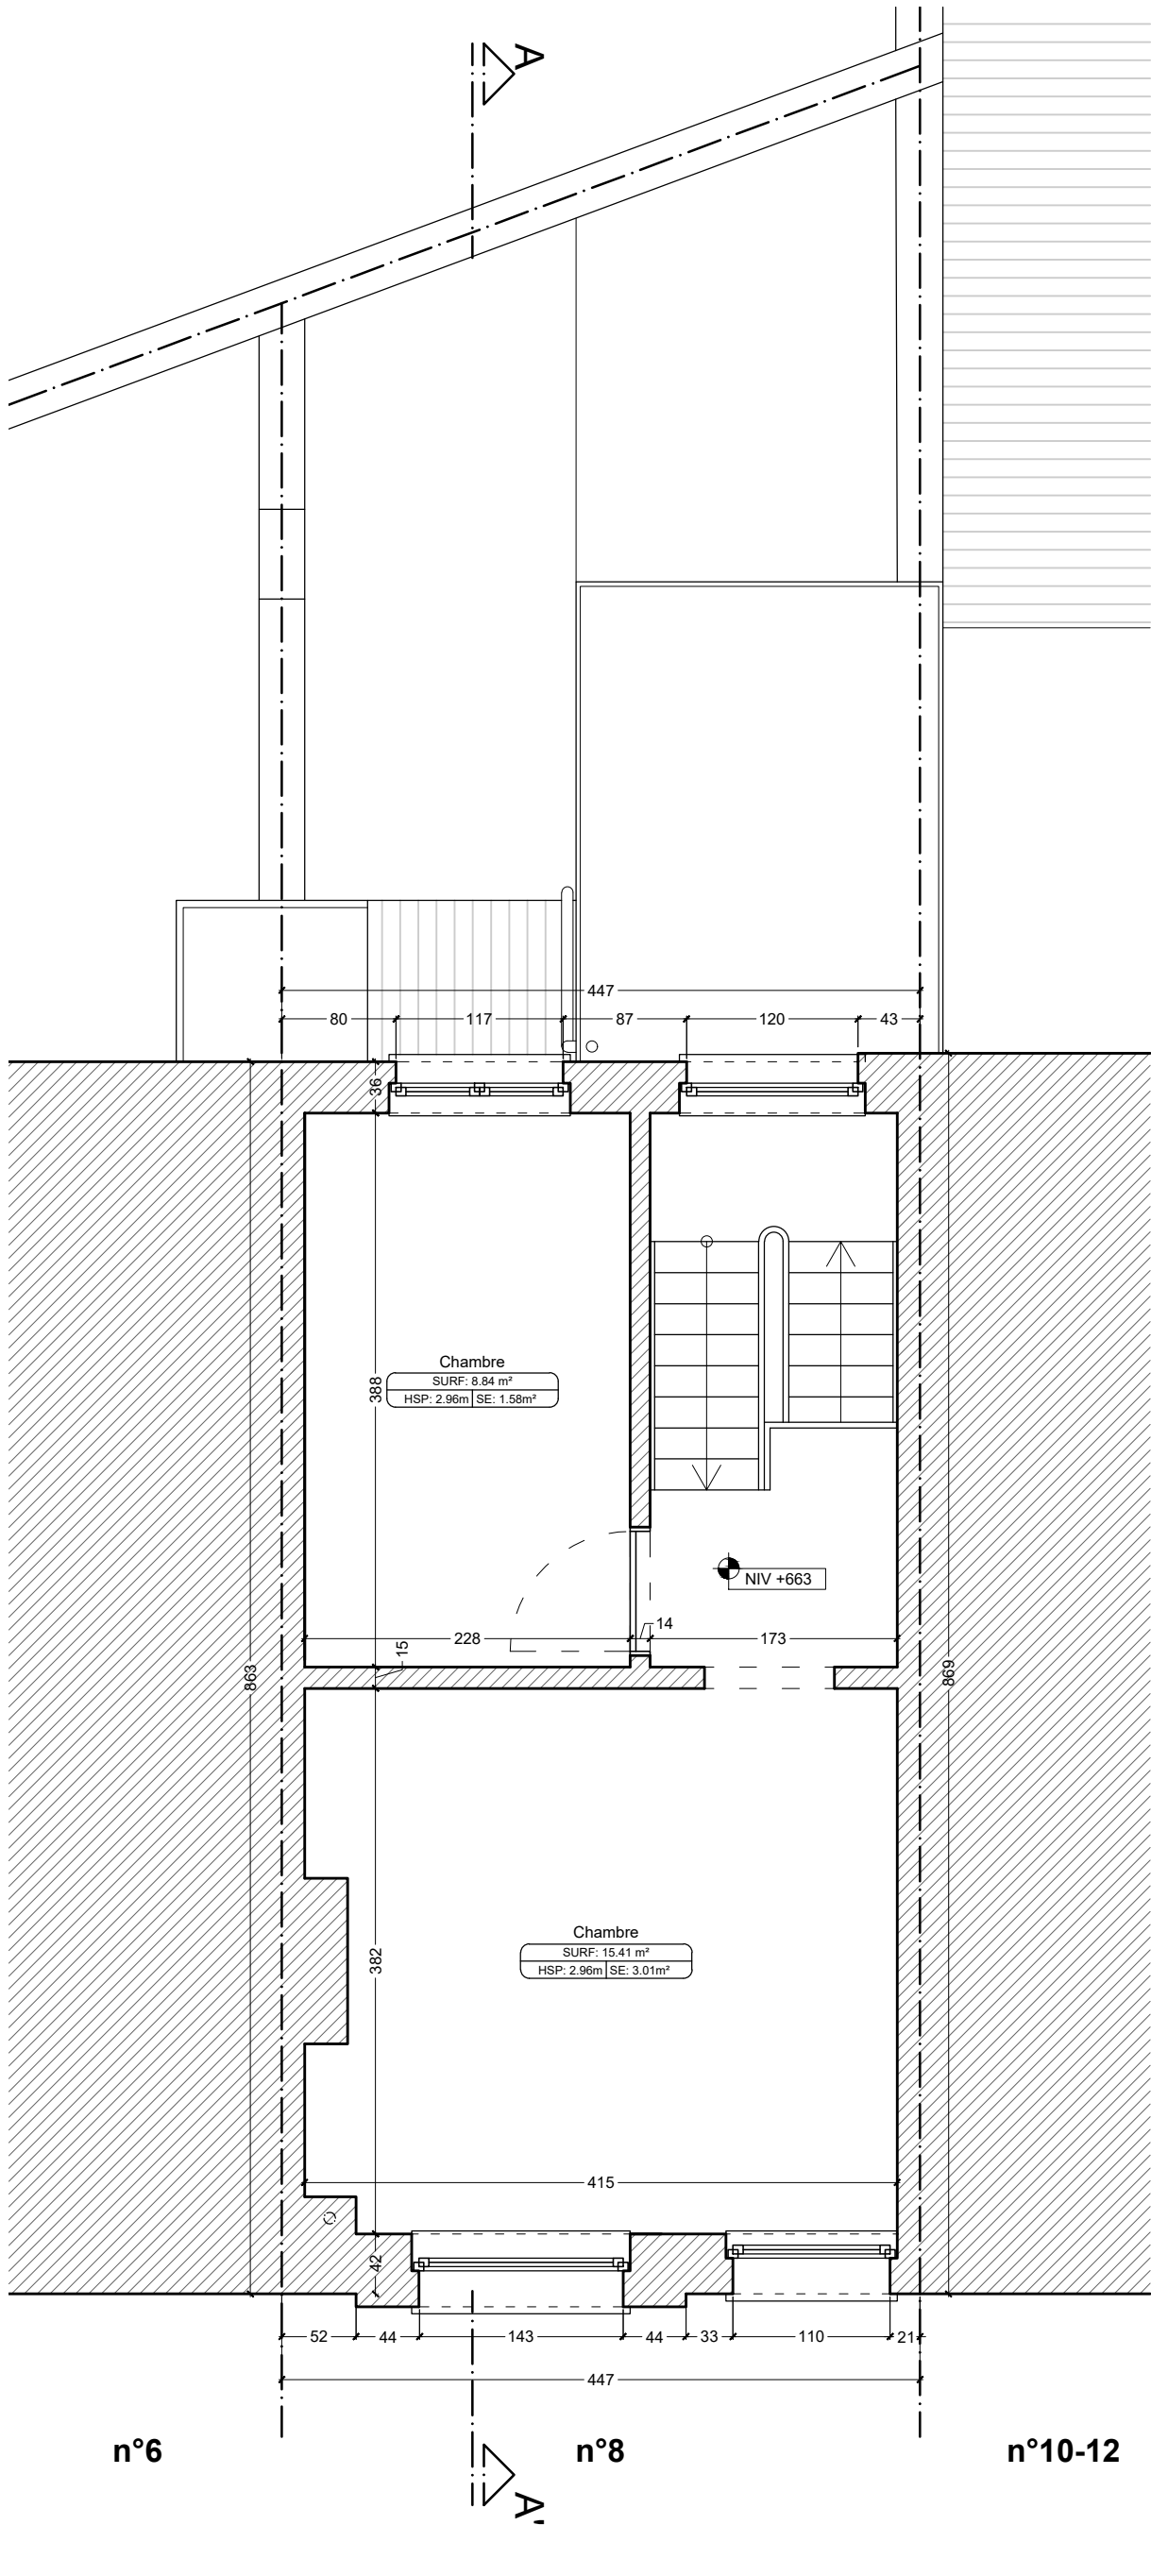 A
447
80 117 87 120 43
36
Chambre
SURF: 8.84 m²
HSP: 2.96m SE: 1.58m²
388
NIV +663
14
228 173
15
863
869
Chambre
SURF: 15.41 m²
HSP: 2.96m SE: 3.01m²
382
415
42
52 44 143 44 33 110 21
447
n°6 n°8 n°10-12
A'